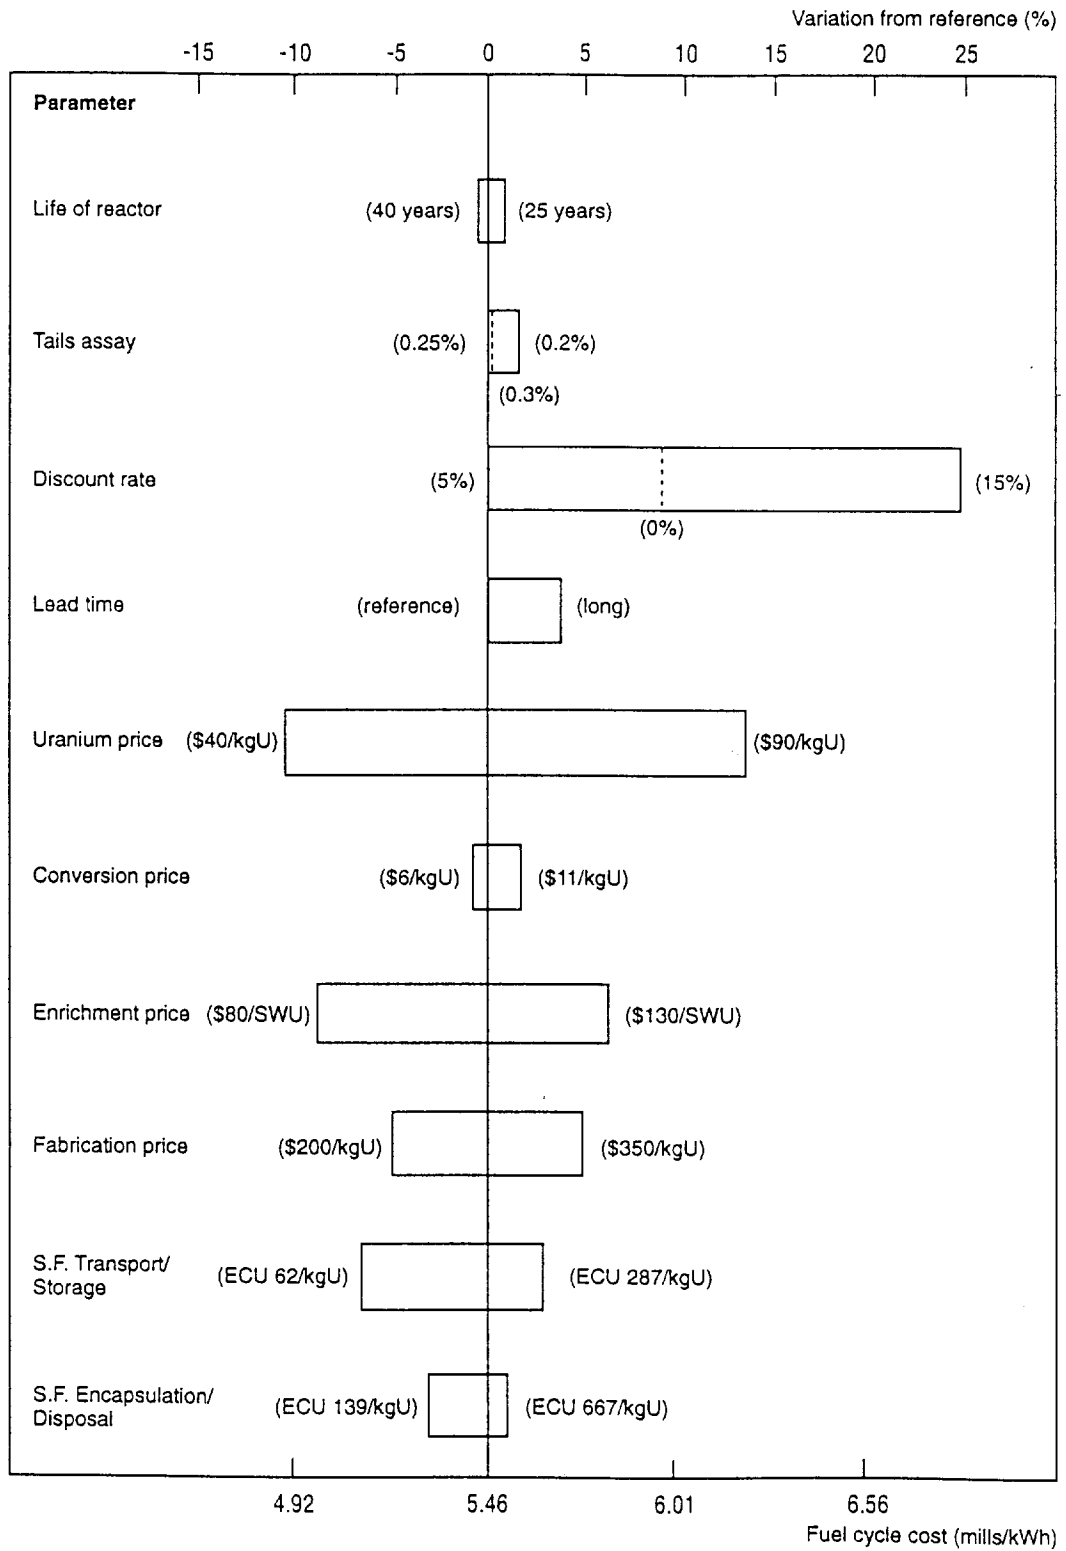 Variation from reference (%)
-15 -10 -5 0 5 10 15 20 25
Parameter
Life of reactor (40 years) (25 years)
Tails assay (0.25%) (0.2%)
(0.3%)
Discount rate (5%) (15%)
(0%)
Lead time (reference) (long)
Uranium price ($40/kgU) ($90/kgU)
Conversion price ($6/kgU) ($11/kgU)
Enrichment price ($80/SWU) ($130/SWU)
Fabrication price ($200/kgU) ($350/kgU)
S.F. Transport/
Storage (ECU 62/kgU) (ECU 287/kgU)
S.F. Encapsulation/
Disposal (ECU 139/kgU) (ECU 667/kgU)
4.92 5.46 6.01 6.56
Fuel cycle cost (mills/kWh)